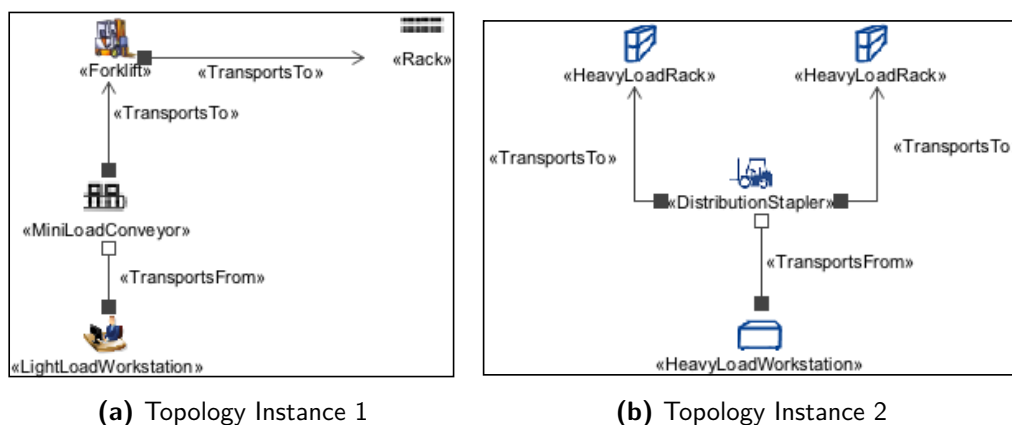 «Forklift»
«TransportsTo»
«Rack»
«TransportsTo»
«MiniLoadConveyor»
«TransportsFrom»
«LightLoadWorkstation»
(a) Topology Instance 1
«HeavyLoadRack»
«HeavyLoadRack»
«TransportsTo»
«TransportsTo
«DistributionStapler»
«TransportsFrom»
«HeavyLoadWorkstation»
(b) Topology Instance 2